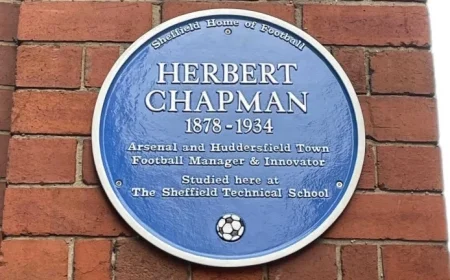 Sheffield Home of Football
HERBERT
CHAPMAN
1878-1934
Arsenal and Huddersfield Town
Football Manager & Innovator
Studied here at
The Sheffield Technical School